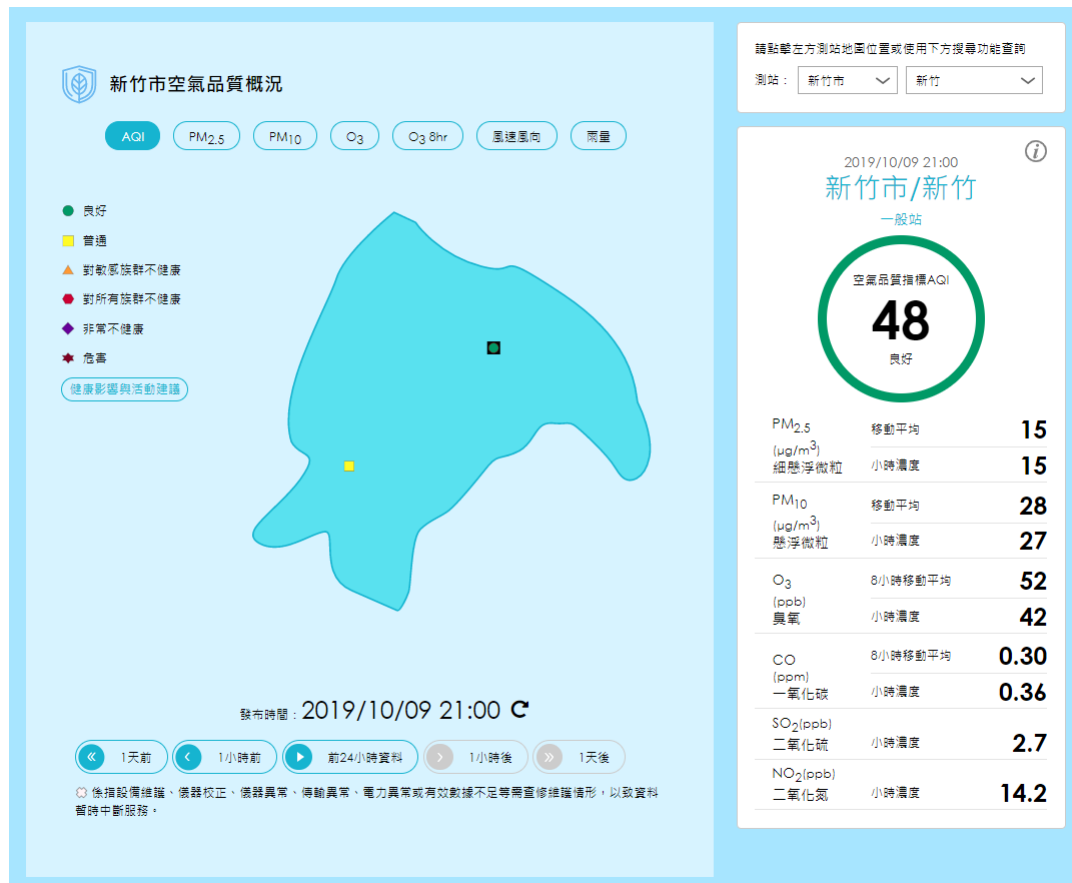 新竹市空氣品質概況
AQI
PM2.5
PM10
O3
O3 8hr
風速風向
雨量
良好
普通
對敏感族群不健康
對所有族群不健康
非常不健康
危害
健康影響與活動建議
發布時間：2019/10/09 21:00
1天前
1小時前
前24小時資料
1小時後
1天後
係指設備維護、儀器校正、儀器異常、傳輸異常、電力異常或有效數據不足等需查修維護情形，以致資料
暫時中斷服務。
請點擊左方測站地圖位置或使用下方搜尋功能查詢
測站： 新竹市 新竹
i
2019/10/09 21:00
新竹市/新竹
一般站
空氣品質指標AQI
48
良好
PM2.5
(μg/m3)
細懸浮微粒
移動平均 15
小時濃度 15
PM10
(μg/m3)
懸浮微粒
移動平均 28
小時濃度 27
O3
(ppb)
臭氧
8小時移動平均 52
小時濃度 42
CO
(ppm)
一氧化碳
8小時移動平均 0.30
小時濃度 0.36
SO2(ppb)
二氧化硫
小時濃度 2.7
NO2(ppb)
二氧化氮
小時濃度 14.2